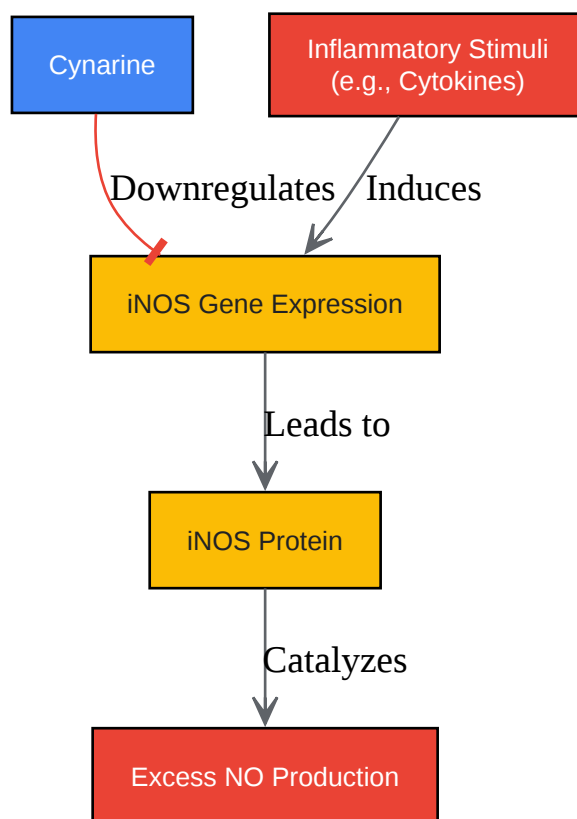 Cynarine
Inflammatory Stimuli
(e.g., Cytokines)
Downregulates
Induces
iNOS Gene Expression
Leads to
iNOS Protein
Catalyzes
Excess NO Production